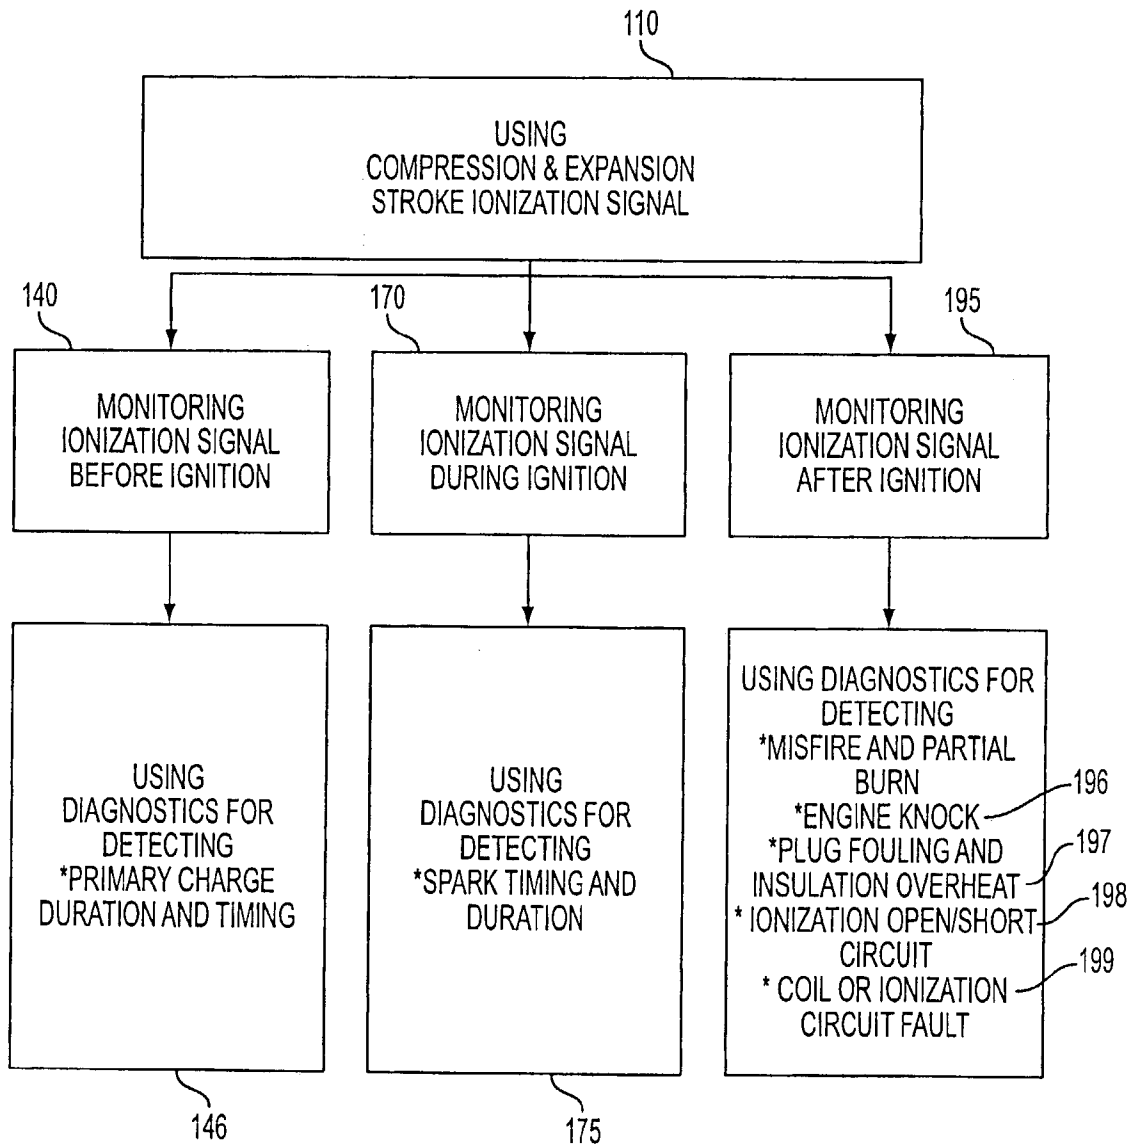 110
USING
COMPRESSION & EXPANSION
STROKE IONIZATION SIGNAL
140
MONITORING
IONIZATION SIGNAL
BEFORE IGNITION
170
MONITORING
IONIZATION SIGNAL
DURING IGNITION
195
MONITORING
IONIZATION SIGNAL
AFTER IGNITION
USING
DIAGNOSTICS FOR
DETECTING
*PRIMARY CHARGE
DURATION AND TIMING
146
USING
DIAGNOSTICS FOR
DETECTING
*SPARK TIMING AND
DURATION
175
USING DIAGNOSTICS FOR
DETECTING
*MISFIRE AND PARTIAL
BURN
*ENGINE KNOCK
196
*PLUG FOULING AND
INSULATION OVERHEAT
197
* IONIZATION OPEN/SHORT
CIRCUIT
198
* COIL OR IONIZATION
CIRCUIT FAULT
199